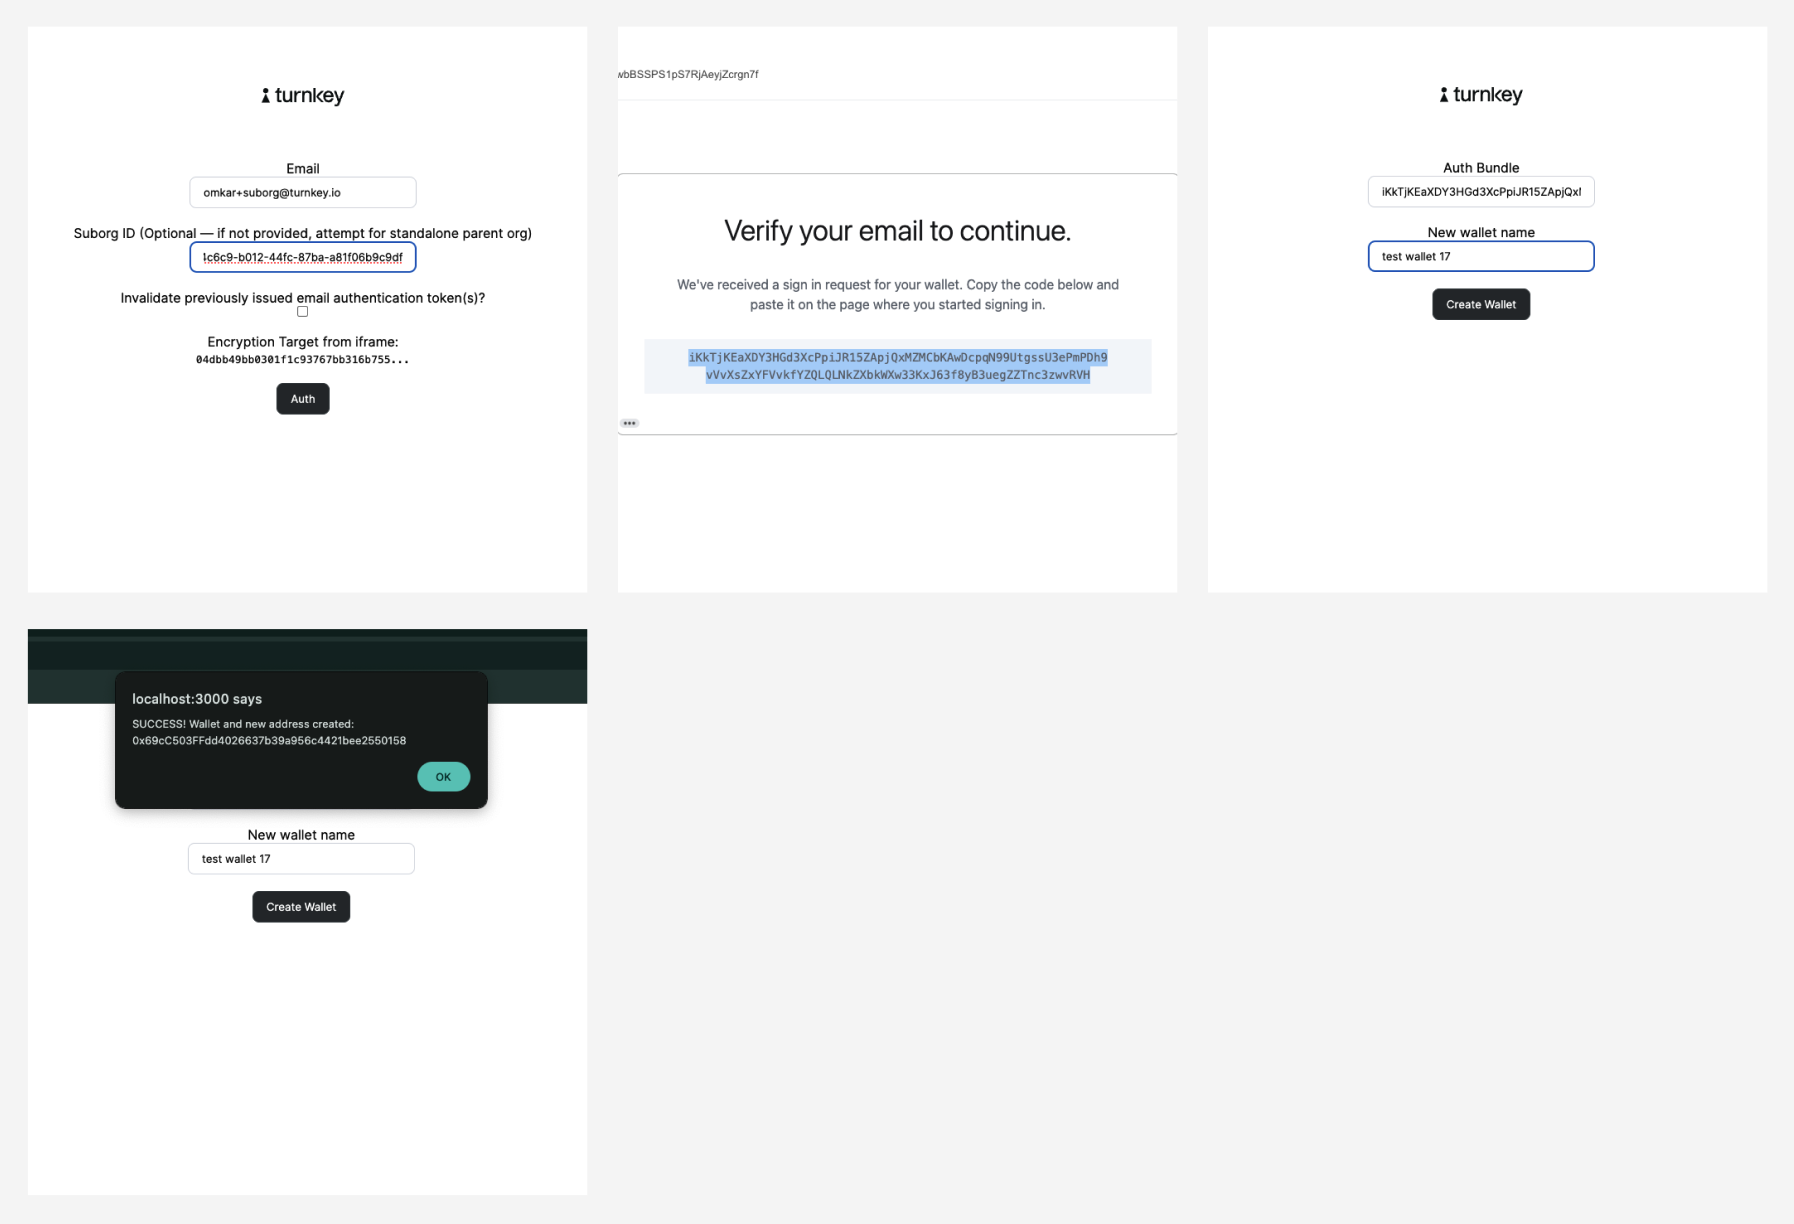 turnkey
Email
omkar+suborg@turnkey.io
Suborg ID (Optional — if not provided, attempt for standalone parent org)
4c6c9-b012-44fc-87ba-a81f06b9c9df
Invalidate previously issued email authentication token(s)?
Encryption Target from iframe:
04dbb49bb0301f1c93767bb316b755...
Auth
wbBSSPS1pS7RjAeyjZcrgn7f
Verify your email to continue.
We've received a sign in request for your wallet. Copy the code below and
paste it on the page where you started signing in.
iKkTjKEaXDY3HGd3XcPpiJR15ZApjQxMZMCbKAwDcpqN99UtgssU3ePmPDh9
vVvXsZxYFVvkfYZQLQLNkZXbkWXw33KxJ63f8yB3uegZZTnc3zwvRVH
turnkey
Auth Bundle
iKkTjKEaXDY3HGd3XcPpiJR15ZApjQxM
New wallet name
test wallet 17
Create Wallet
localhost:3000 says
SUCCESS! Wallet and new address created:
0x69cC503FFdd4026637b39a956c4421bee2550158
OK
New wallet name
test wallet 17
Create Wallet